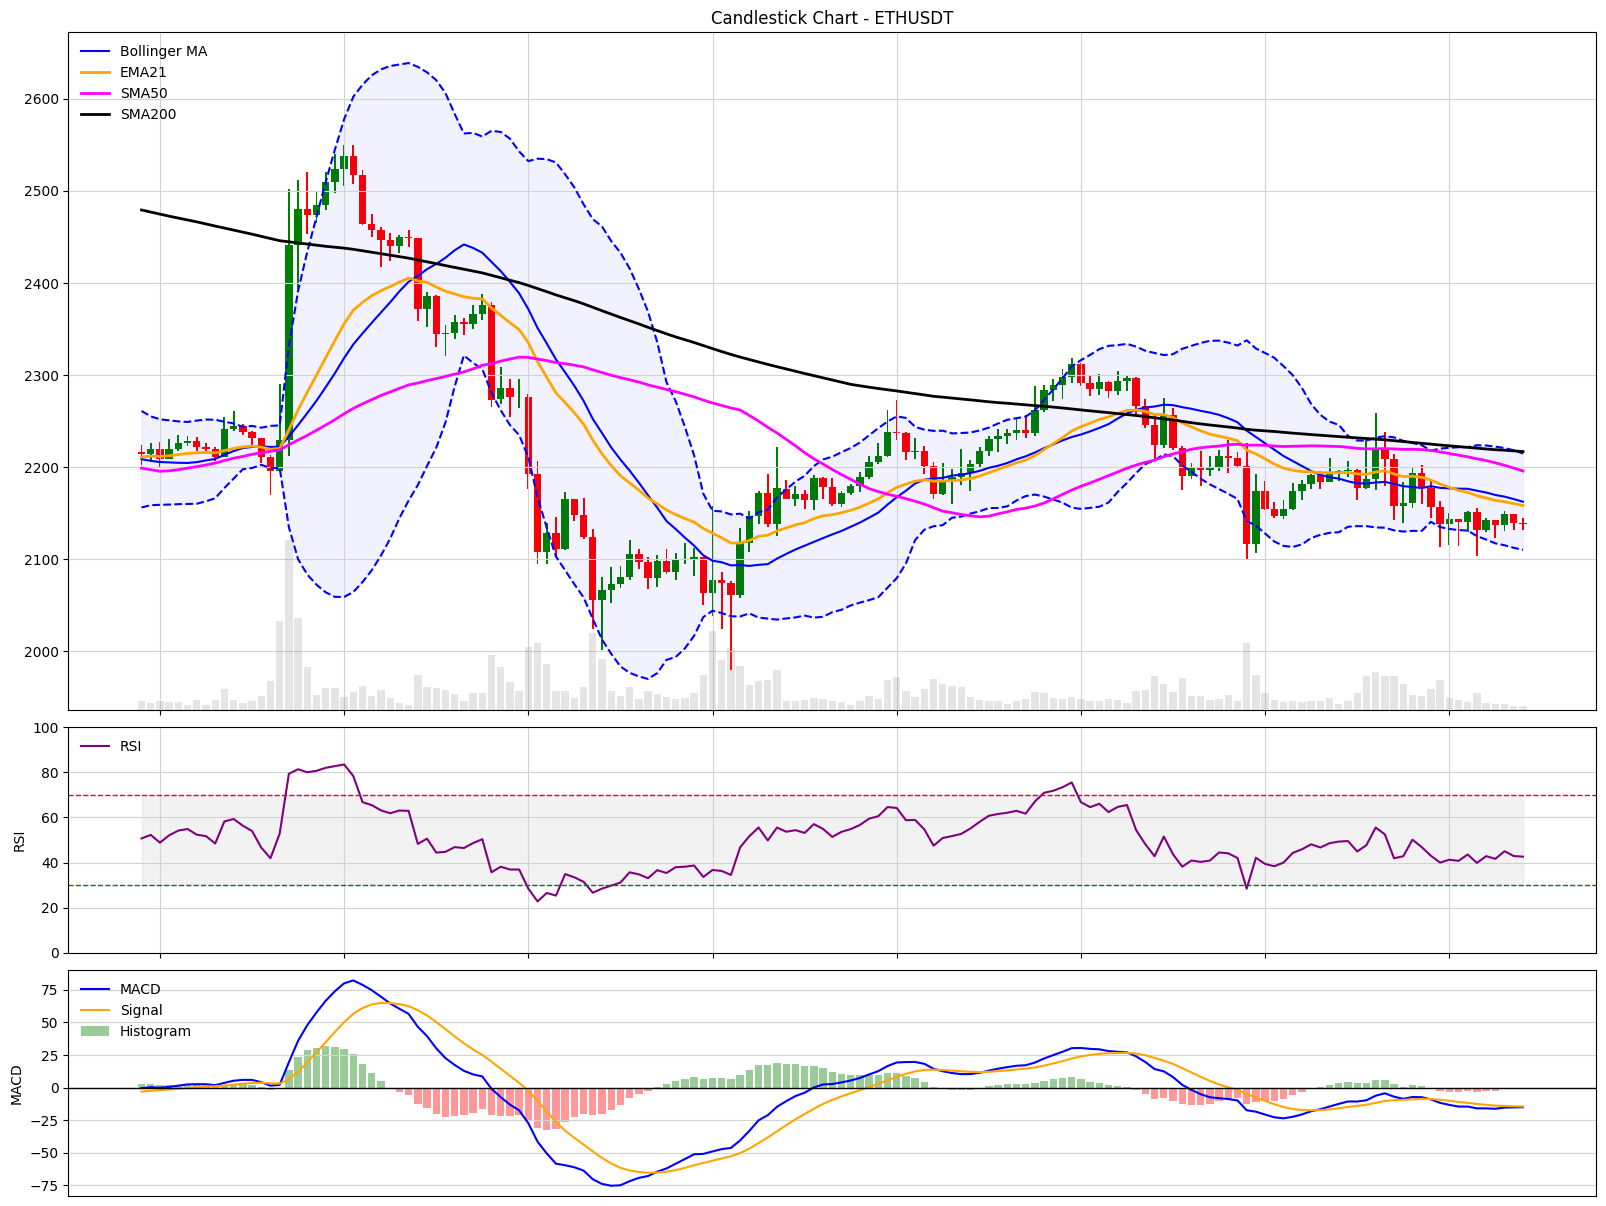 Candlestick Chart - ETHUSDT
Bollinger MA
EMA21
SMA50
SMA200
2600
2500
2400
2300
2200
2100
2000
RSI
100
80
60
40
20
0
RSI
MACD
Signal
Histogram
75
50
25
0
−25
−50
−75
MACD